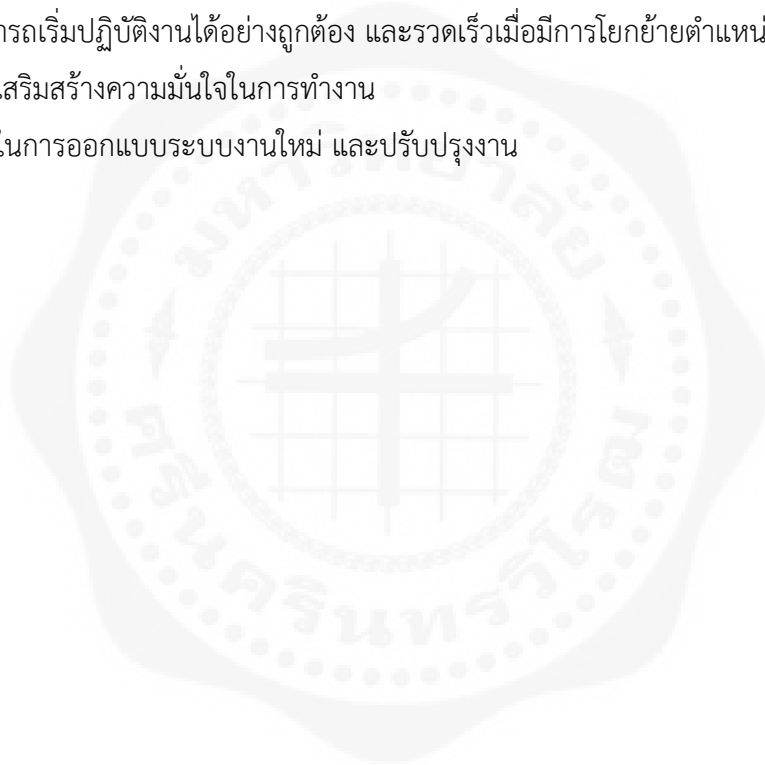 ารถเริ่มปฏิบัติงานได้อย่างถูกต้อง และรวดเร็วเมื่อมีการโยกย้ายตำแหน่
เสริมสร้างความมั่นใจในการทำงาน
ในการออกแบบระบบงานใหม่ และปรับปรุงงาน
มหาวิทยาลัย
ศรีนครินทรวิโรฒ